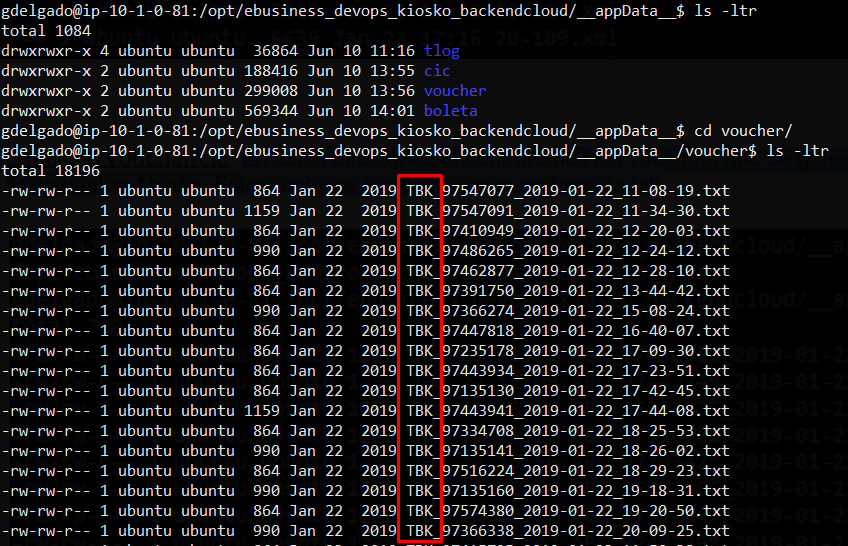 gdelgado@ip-10-1-0-81:/opt/ebusiness_devops_kiosko_backendcloud/__appData__$ ls -ltr
total 1084
drwxrwxr-x 4 ubuntu ubuntu  36864 Jun 10 11:16 tlog
drwxrwxr-x 2 ubuntu ubuntu 188416 Jun 10 13:55 cic
drwxrwxr-x 2 ubuntu ubuntu 299008 Jun 10 13:56 voucher
drwxrwxr-x 2 ubuntu ubuntu 569344 Jun 10 14:01 boleta
gdelgado@ip-10-1-0-81:/opt/ebusiness_devops_kiosko_backendcloud/__appData__$ cd voucher/
gdelgado@ip-10-1-0-81:/opt/ebusiness_devops_kiosko_backendcloud/__appData__/voucher$ ls -ltr
total 18196
-rw-rw-r-- 1 ubuntu ubuntu  864 Jan 22  2019 TBK_97547077_2019-01-22_11-08-19.txt
-rw-rw-r-- 1 ubuntu ubuntu 1159 Jan 22  2019 TBK_97547091_2019-01-22_11-34-30.txt
-rw-rw-r-- 1 ubuntu ubuntu  864 Jan 22  2019 TBK_97410949_2019-01-22_12-20-03.txt
-rw-rw-r-- 1 ubuntu ubuntu  990 Jan 22  2019 TBK_97486265_2019-01-22_12-24-12.txt
-rw-rw-r-- 1 ubuntu ubuntu  864 Jan 22  2019 TBK_97462877_2019-01-22_12-28-10.txt
-rw-rw-r-- 1 ubuntu ubuntu  864 Jan 22  2019 TBK_97391750_2019-01-22_13-44-42.txt
-rw-rw-r-- 1 ubuntu ubuntu  990 Jan 22  2019 TBK_97366274_2019-01-22_15-08-24.txt
-rw-rw-r-- 1 ubuntu ubuntu  864 Jan 22  2019 TBK_97447818_2019-01-22_16-40-07.txt
-rw-rw-r-- 1 ubuntu ubuntu  864 Jan 22  2019 TBK_97235178_2019-01-22_17-09-30.txt
-rw-rw-r-- 1 ubuntu ubuntu  864 Jan 22  2019 TBK_97443934_2019-01-22_17-23-51.txt
-rw-rw-r-- 1 ubuntu ubuntu  864 Jan 22  2019 TBK_97135130_2019-01-22_17-42-45.txt
-rw-rw-r-- 1 ubuntu ubuntu 1159 Jan 22  2019 TBK_97443941_2019-01-22_17-44-08.txt
-rw-rw-r-- 1 ubuntu ubuntu  864 Jan 22  2019 TBK_97334708_2019-01-22_18-25-53.txt
-rw-rw-r-- 1 ubuntu ubuntu  990 Jan 22  2019 TBK_97135141_2019-01-22_18-26-02.txt
-rw-rw-r-- 1 ubuntu ubuntu  864 Jan 22  2019 TBK_97516224_2019-01-22_18-29-23.txt
-rw-rw-r-- 1 ubuntu ubuntu  990 Jan 22  2019 TBK_97135160_2019-01-22_19-18-31.txt
-rw-rw-r-- 1 ubuntu ubuntu  864 Jan 22  2019 TBK_97574380_2019-01-22_19-20-50.txt
-rw-rw-r-- 1 ubuntu ubuntu  990 Jan 22  2019 TBK_97366338_2019-01-22_20-09-25.txt